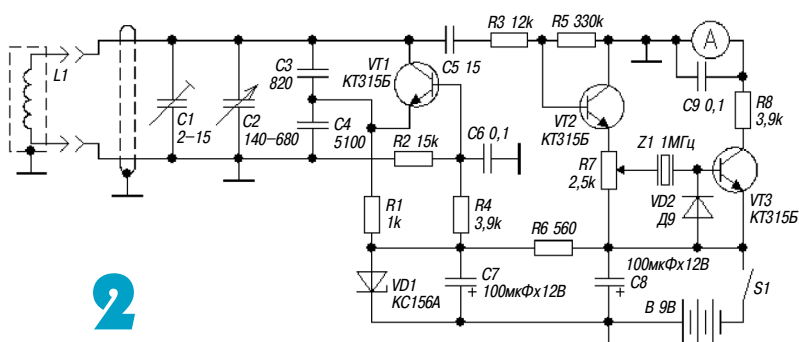 L1
C1
2–15
C2
140–680
C3
820
C4
5100
VT1
КТ315Б
C5 15
R3 12k
R5 330k
A
C9 0,1
R8
3,9k
VT2
КТ315Б
R2 15k
C6 0,1
R7
2,5k
Z1 1МГц
VD2
Д9
VT3
КТ315Б
R1
1k
R4
3,9k
R6 560
VD1
КС156А
C7
100мкФх12В
+
100мкФх12В
C8
+
В 9В
S1
2